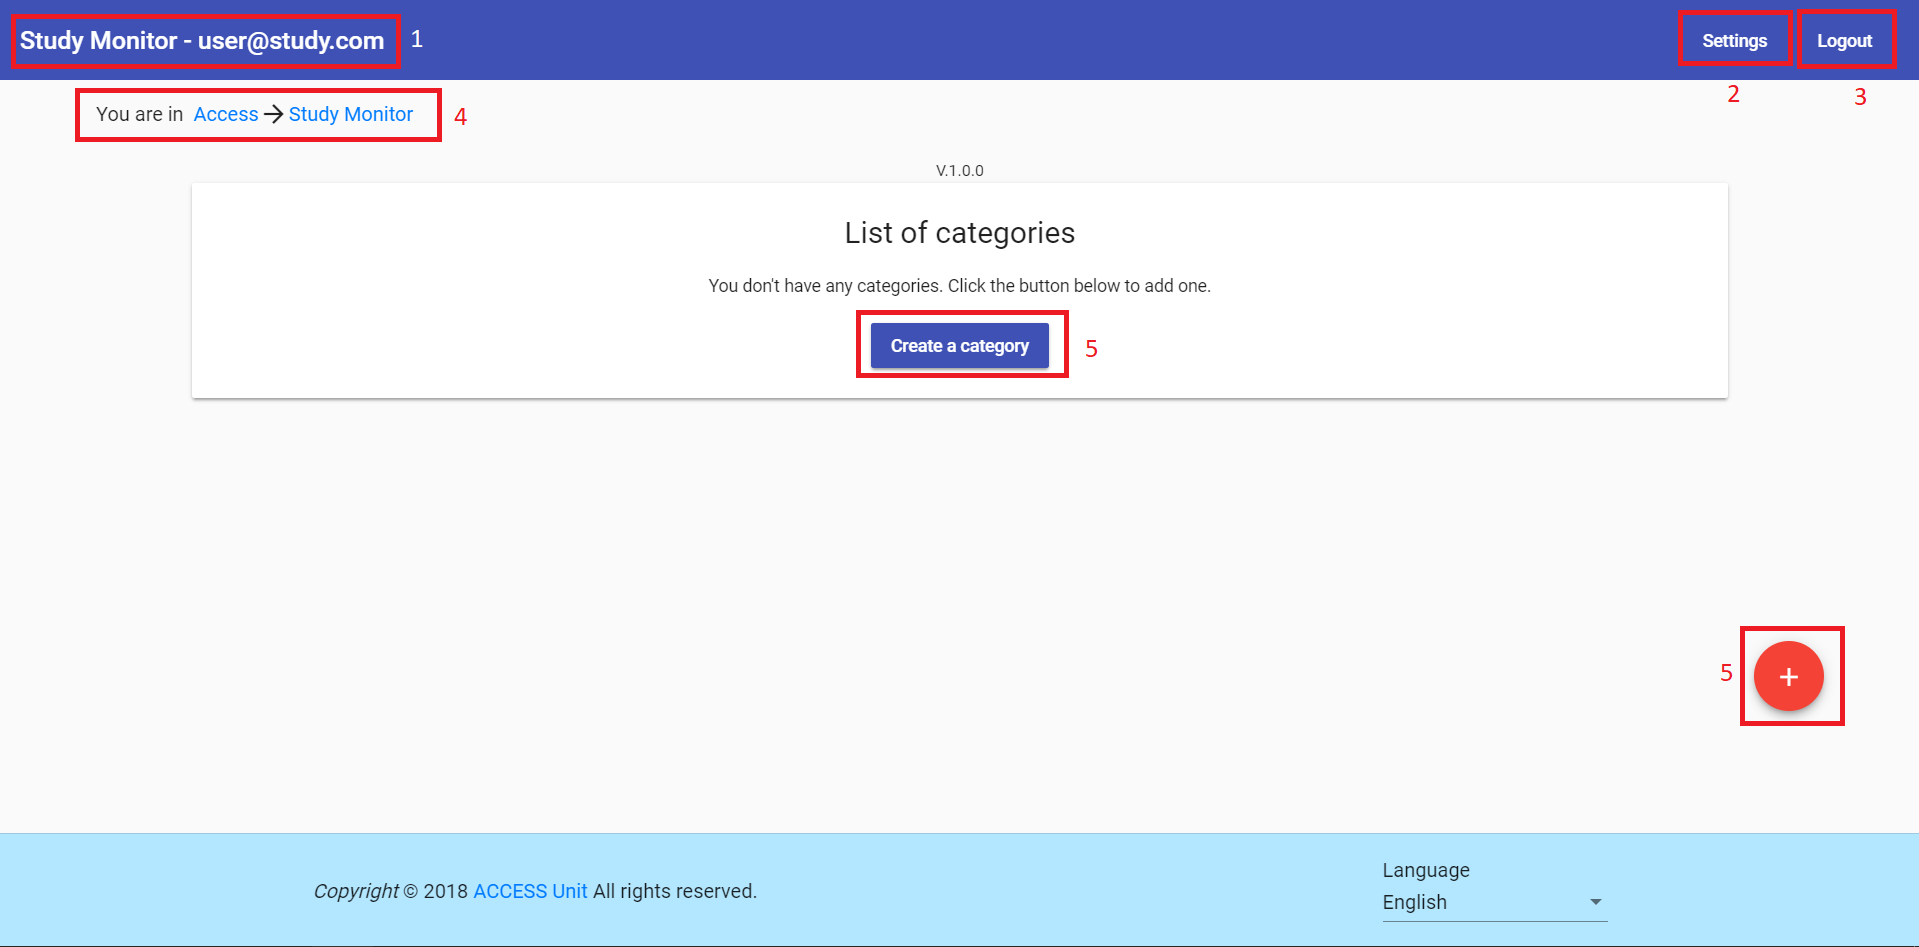 Study Monitor - user@study.com 1
Settings
Logout
2
3
You are in Access → Study Monitor
4
V.1.0.0
List of categories
You don't have any categories. Click the button below to add one.
Create a category
5
5
+
Copyright © 2018 ACCESS Unit All rights reserved.
Language
English